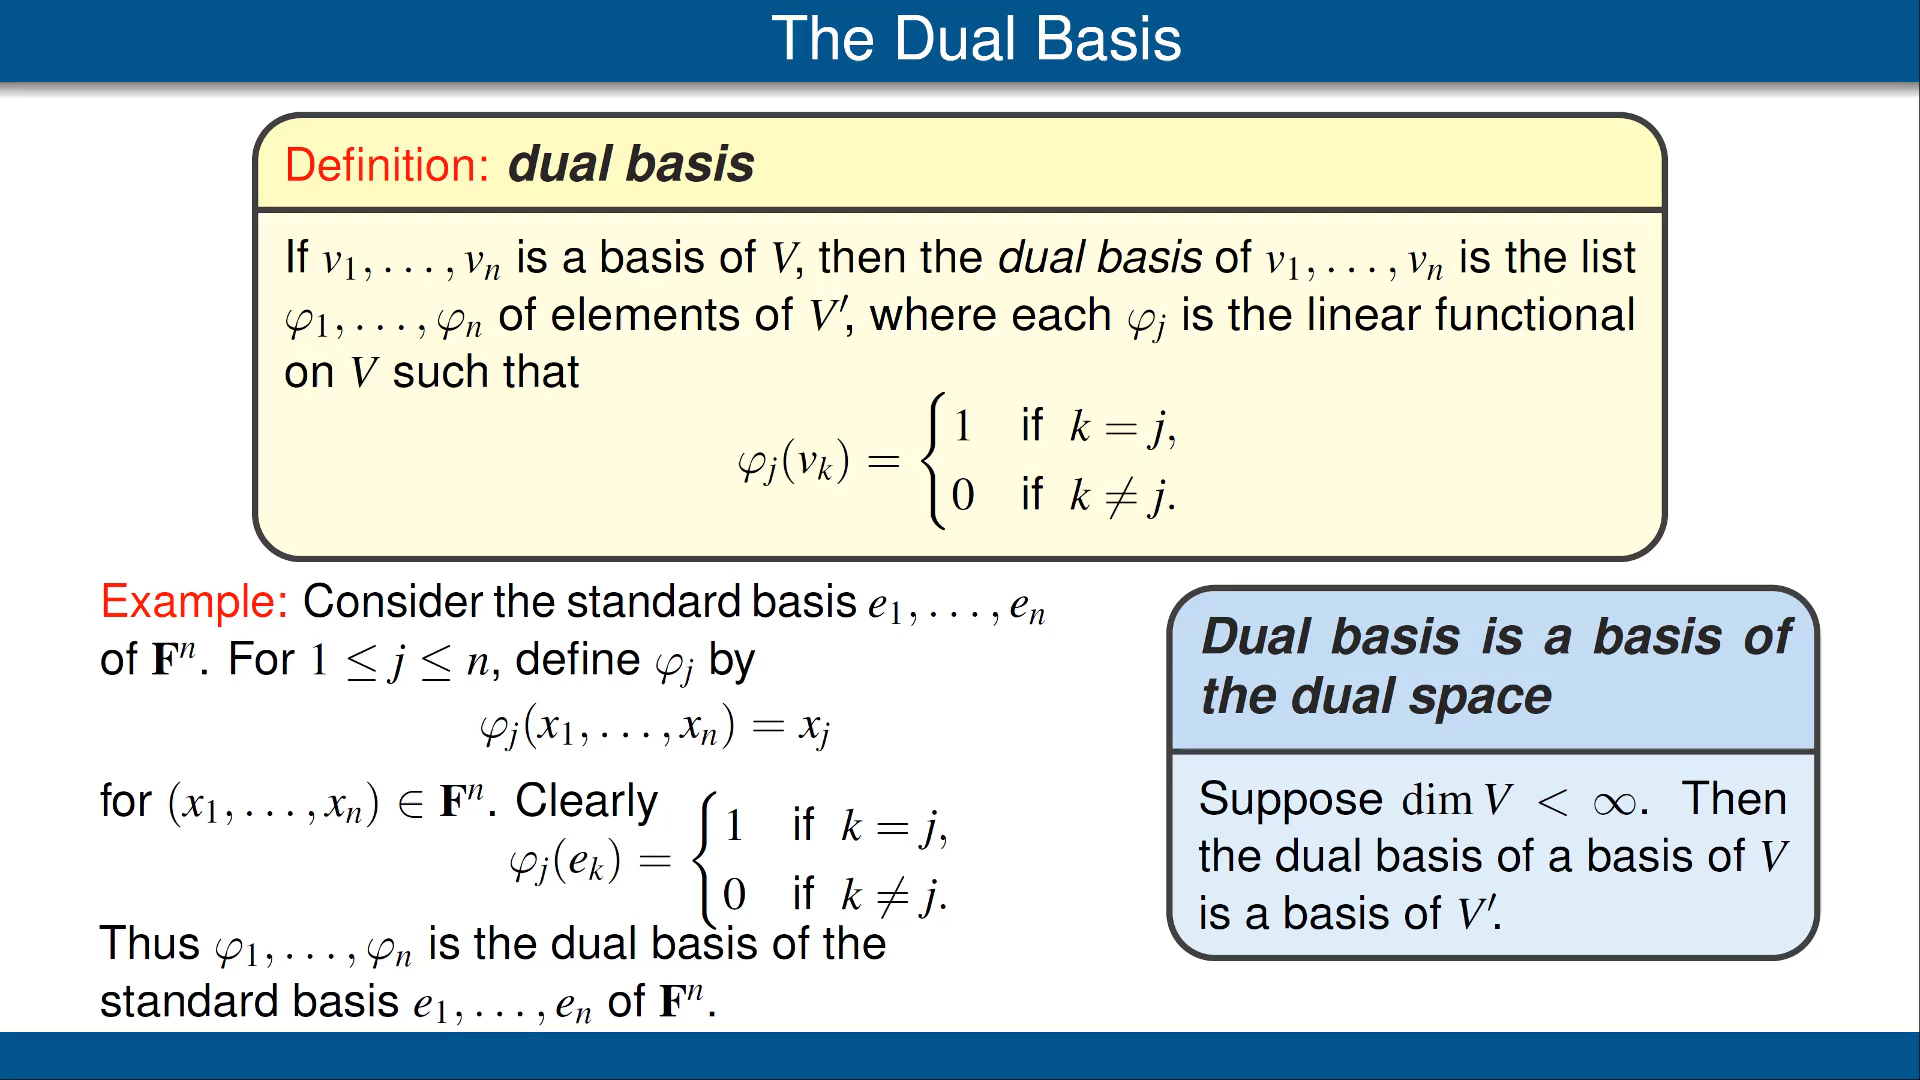 The Dual Basis
Definition: dual basis
If v₁, . . . , vₙ is a basis of V, then the dual basis of v₁, . . . , vₙ is the list
φ₁, . . . , φₙ of elements of V′, where each φⱼ is the linear functional
on V such that
φⱼ(vₖ) = { 1 if k = j,
0 if k ≠ j.
Example: Consider the standard basis e₁, . . . , eₙ
of Fⁿ. For 1 ≤ j ≤ n, define φⱼ by
φⱼ(x₁, . . . , xₙ) = xⱼ
for (x₁, . . . , xₙ) ∈ Fⁿ. Clearly
φⱼ(eₖ) = { 1 if k = j,
0 if k ≠ j.
Thus φ₁, . . . , φₙ is the dual basis of the
standard basis e₁, . . . , eₙ of Fⁿ.
Dual basis is a basis of
the dual space
Suppose dim V < ∞. Then
the dual basis of a basis of V
is a basis of V′.